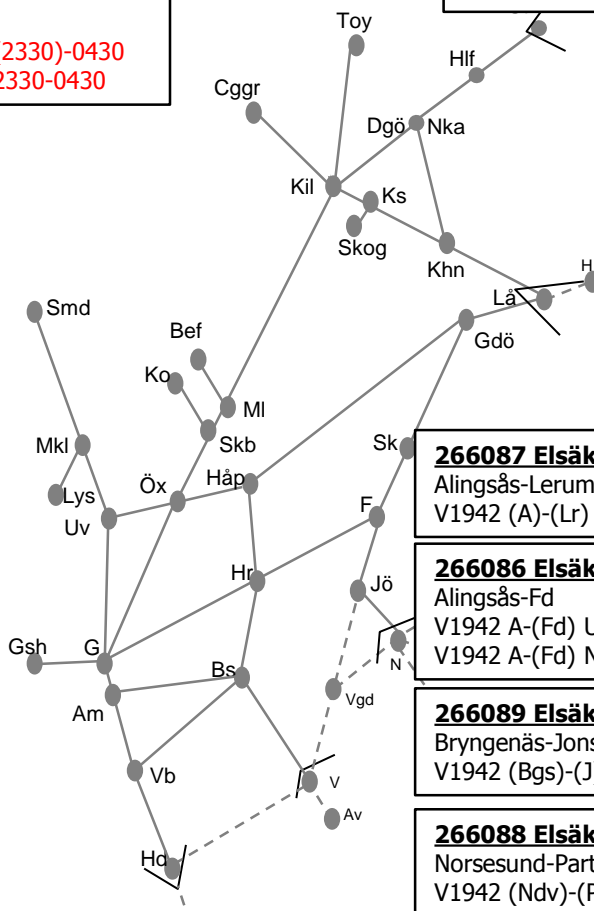 2330)-0430
2330-0430
Toy
Hlf
Cggr
Dgö
Nka
Kil
Ks
Skog
Khn
H
Lå
Smd
Gdö
Bef
Ko
Ml
Skb
Mkl
Sk
Håp
Öx
Lys
Uv
F
266087 Elsäk
Alingsås-Lerum
V1942 (A)-(Lr)
266086 Elsäk
Alingsås-Fd
V1942 A-(Fd) U
V1942 A-(Fd) N
Hr
Jö
Gsh
G
N
Bs
Am
Vgd
266089 Elsäk
Bryngenäs-Jons
V1942 (Bgs)-(J
Vb
V
Av
266088 Elsäk
Norsesund-Part
V1942 (Ndv)-(P
Hd